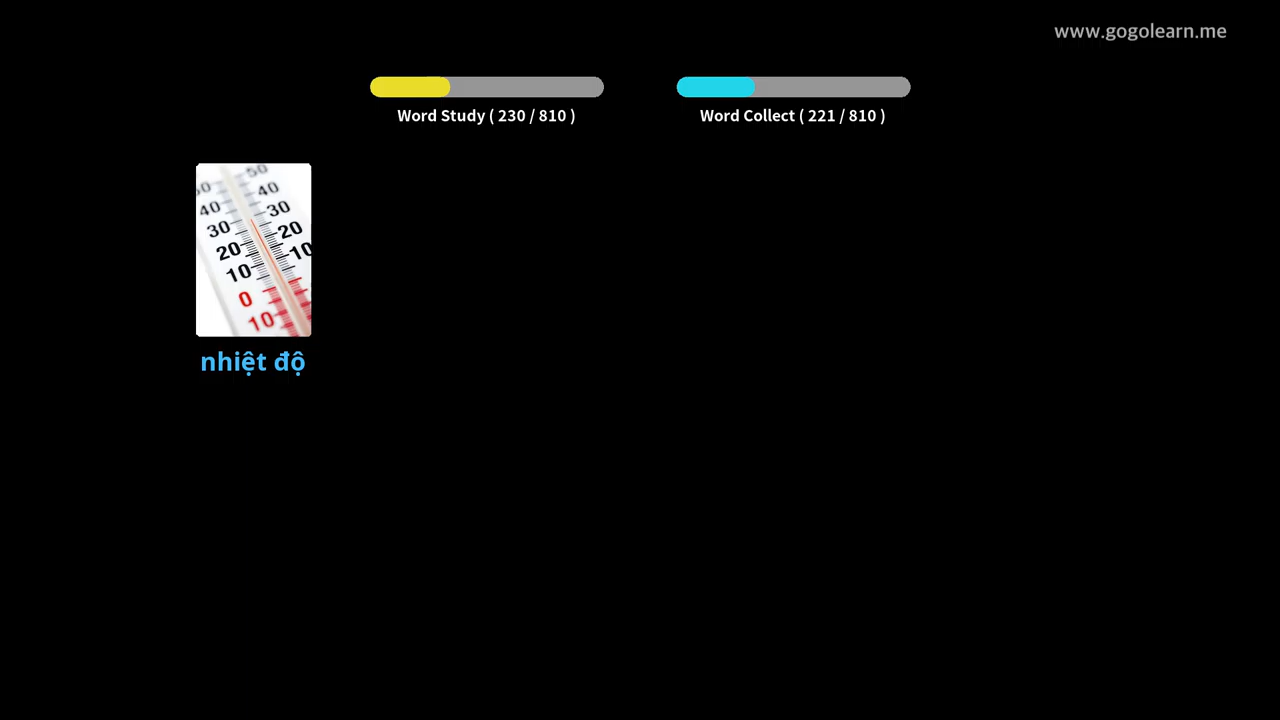 www.gogolearn.me
Word Study ( 230 / 810 )
Word Collect ( 221 / 810 )
50
40 40
30 30
20 20
10 10
0
10
nhiệt độ